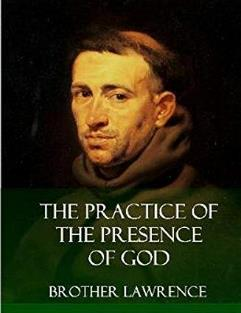 THE PRACTICE OF
THE PRESENCE
OF GOD
BROTHER LAWRENCE